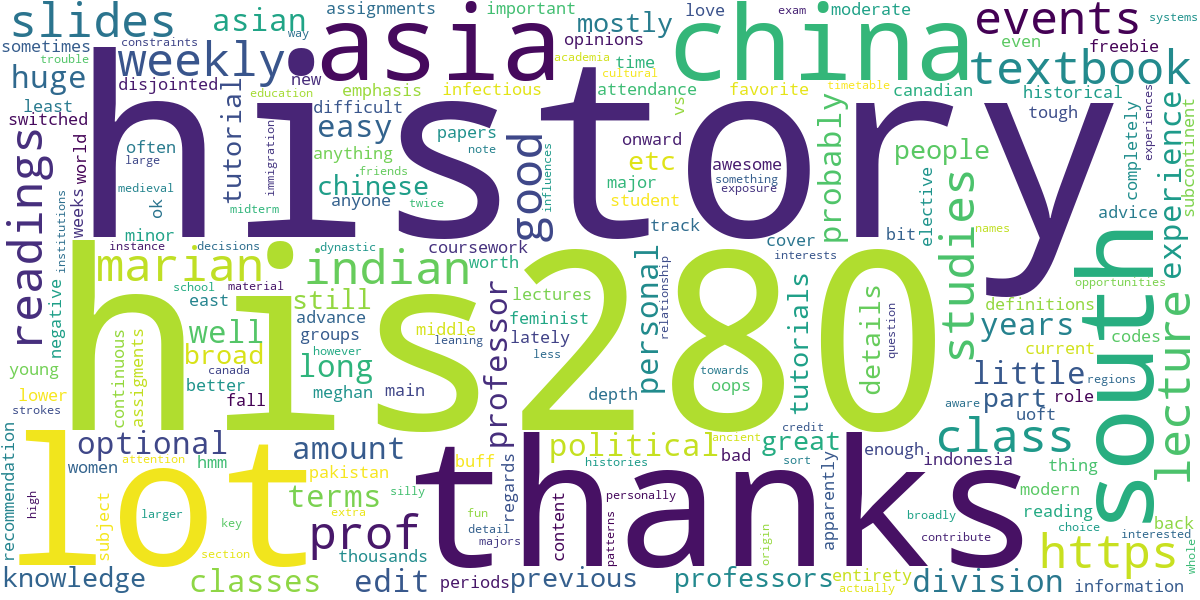 slides
asian
assignments
important
mostly
love
exam
moderate
events
systems
sometimes
constraints
way
asia
opinions
china
even
freebie
trouble
weekly
academia
time
textbook
huge
disjointed
new
emphasis
infectious
cultural
attendance
favorite
timetable
canadian
historical
education
least
switched
tutorial
difficult
papers
vs
tough
completely
experiences
readings
world
often
history
easy
note
good
onward
probably
people
large
anything
etc
awesome
studies
experience
subcontinent
weeks
immigration
friends
chinese
influences
major
something
exposure
medieval
ok
anyone
twice
student
elective
advice
institutions
midterm
minor
track
bit
names
instance
decisions
dynastic
coursework
cover
interests
marian
school
material
indian
worth
personal
relationship
opportunities
negative
east
still
professor
lectures
tutorials
details
definitions
south
lecture
well
advance
feminist
question
years
codes
continuous
assigments
groups
middle
lately
his280
leaning
less
broad
however
current
young
canada
long
towards
oops
little
regions
better
meghan
main
depth
aware
lower
fall
part
role
strokes
credit
uoft
recommendation
optional
amount
political
ancient
great
class
lot
attention
women
hmm
buff
histories
bad
sort
enough
indonesia
thing
pakistan
regards
thanks
high
subject
terms
silly
content
personally
modern
larger
extra
key
prof
fun
detail
majors
patterns
origin
apparently
broadly
reading
choice
back
interested
contribute
https
whole
section
thousands
knowledge
classes
edit
periods
previous
professors
entirety
actually
division
information